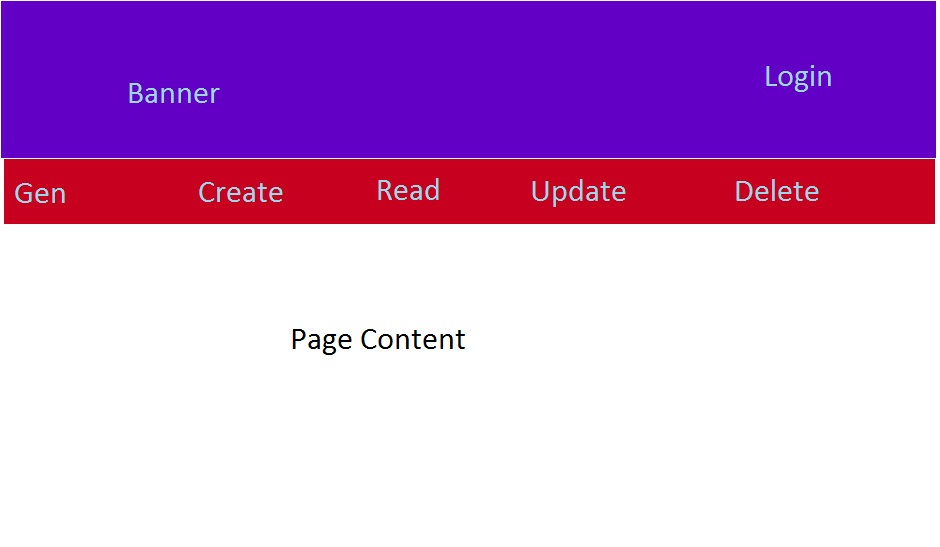 Banner
Login
Gen Create Read Update Delete
Page Content